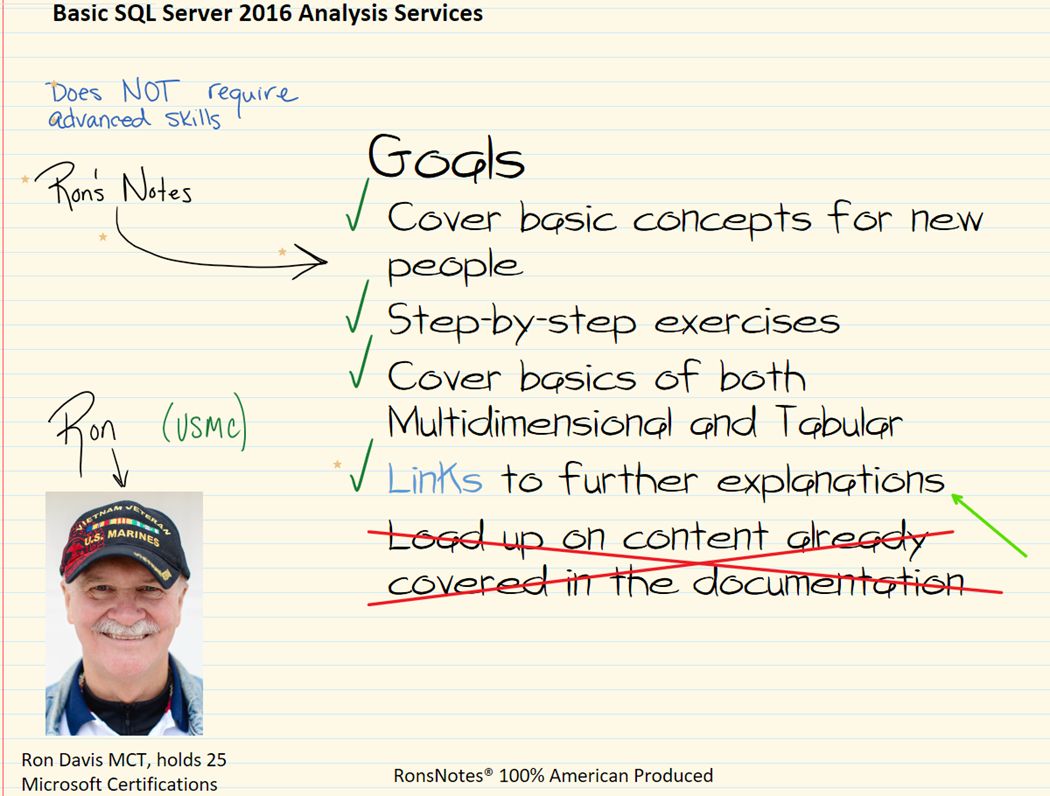 Basic SQL Server 2016 Analysis Services
Does NOT require
advanced skills
Ron's Notes
Goals
Cover basic concepts for new
people
Step-by-step exercises
Cover basics of both
Multidimensional and Tabular
Links to further explanations
Load up on content already
covered in the documentation
Ron (USMC)
VIETNAM VETERAN
U.S. MARINES
Ron Davis MCT, holds 25
Microsoft Certifications
RonsNotes® 100% American Produced